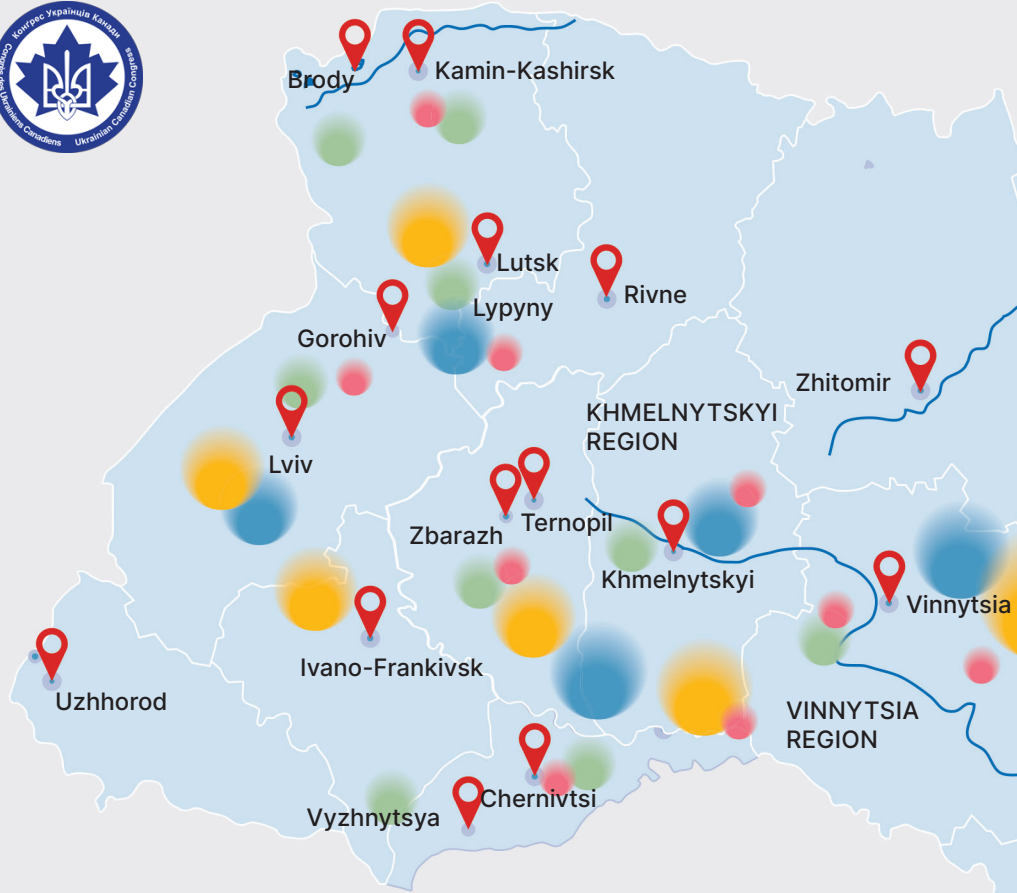 Конгрес Українців Канади
Ukrainian Canadian Congress
Congrès des Ukrainiens Canadiens
Brody
Kamin-Kashirsk
Lutsk
Rivne
Lypyny
Gorohiv
Zhitomir
KHMELNYTSKYI
REGION
Lviv
Ternopil
Zbarazh
Khmelnytskyi
Vinnytsia
Ivano-Frankivsk
Uzhhorod
VINNYTSIA
REGION
Chernivtsi
Vyzhnytsya